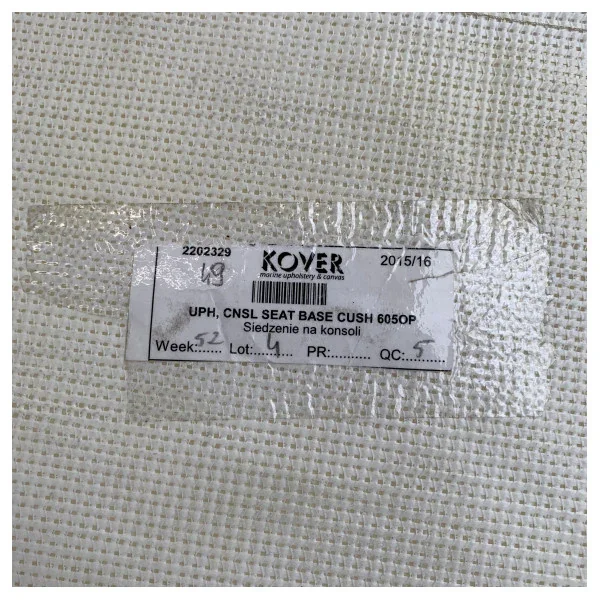 2202329 KOVER 2015/16
49 marine upholstery & canvas
UPH, CNSL SEAT BASE CUSH 605OP
Siedzenie na konsoli
Week:52 Lot:4 PR:........ QC:5